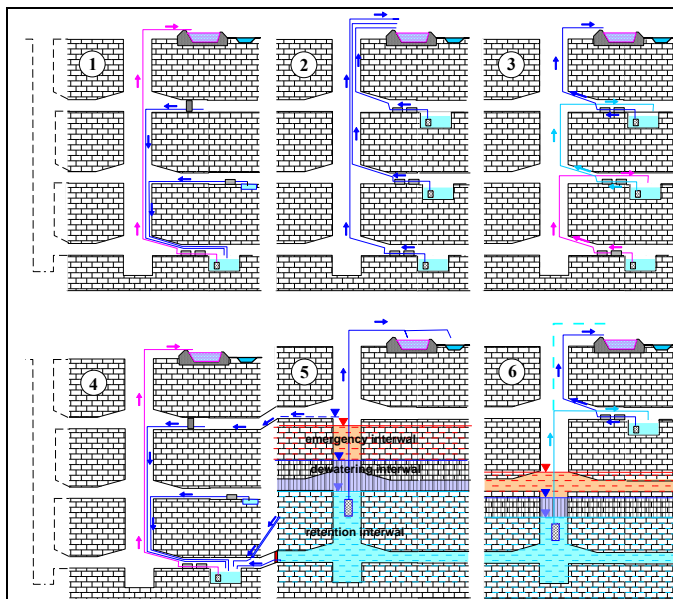 1
2
3
4
5
6
emergency interwal
dewatering interwal
retention interwal